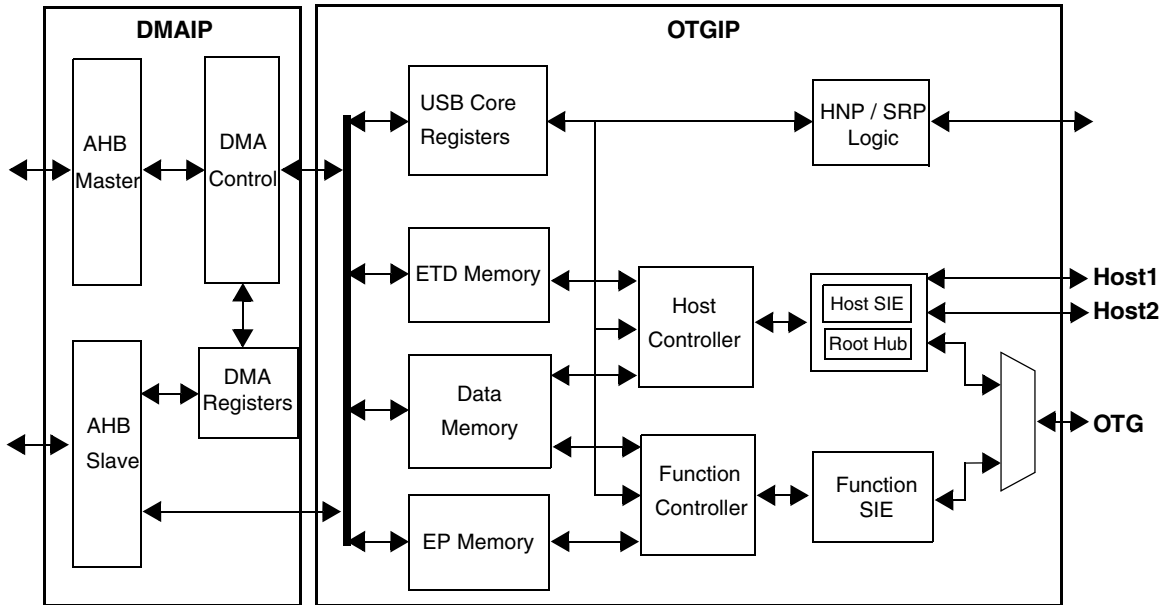 DMAIP
OTGIP
AHB
Master
DMA
Control
AHB
Slave
DMA
Registers
USB Core
Registers
HNP / SRP
Logic
ETD Memory
Host
Controller
Host SIE
Root Hub
Host1
Host2
Data
Memory
OTG
Function
Controller
Function
SIE
EP Memory